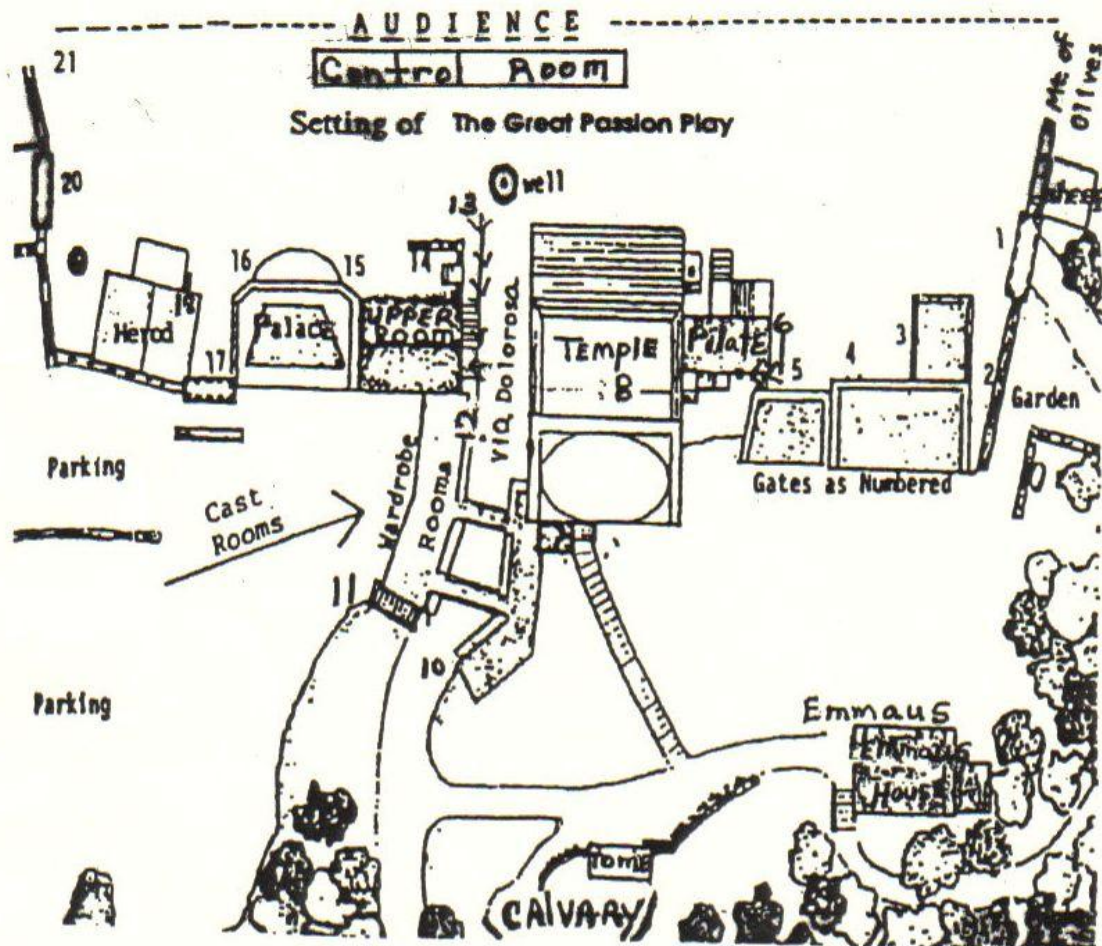 AUDIENCE
Control Room
Setting of The Great Passion Play
Mt. of Olives
21
20
well
13
1
16
15
14
Herod
Palace
UPPER ROOM
Via Dolorosa
TEMPLE
B
Pilate
6
5
4
3
2
17
12
Garden
Parking
Gates as Numbered
Cast
Rooms
Wardrobe
Rooms
11
10
Parking
Emmaus
Emmaus
House
TOMB
(CALVARY)